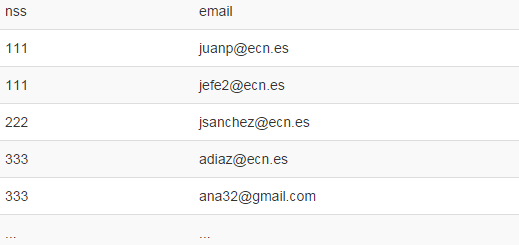 nss email
111 juanp@ecn.es
111 jefe2@ecn.es
222 jsanchez@ecn.es
333 adiaz@ecn.es
333 ana32@gmail.com
... ...